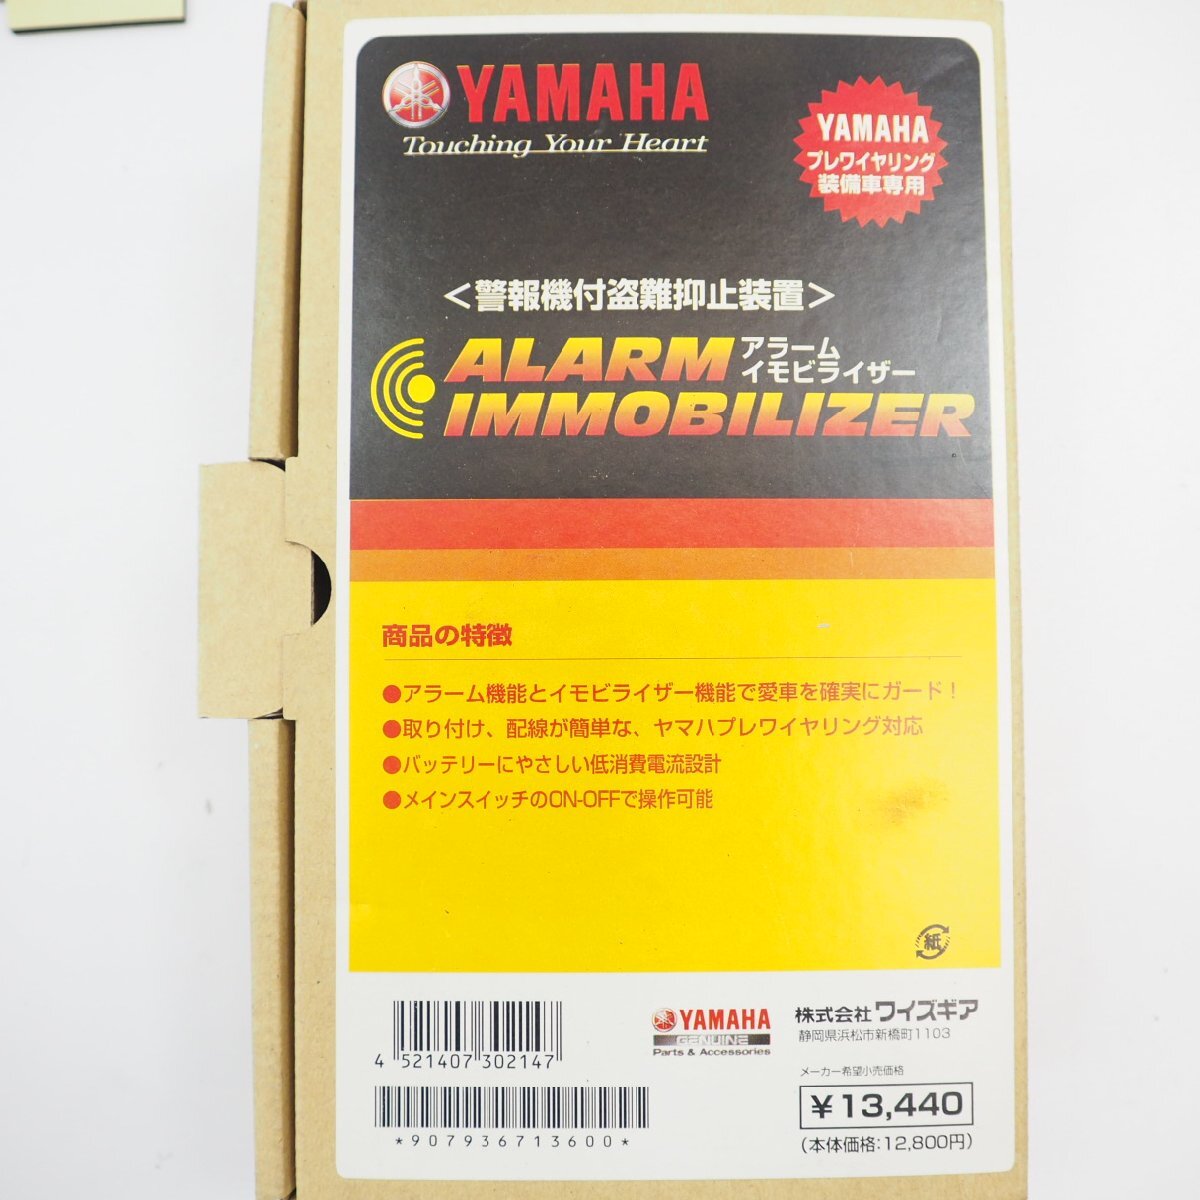 YAMAHA
Touching Your Heart
YAMAHA
プレワイヤリング
装備車専用
＜警報機付盗難抑止装置＞
ALARM アラーム
イモビライザー
IMMOBILIZER
商品の特徴
●アラーム機能とイモビライザー機能で愛車を確実にガード！
●取り付け、配線が簡単な、ヤマハプレワイヤリング対応
●バッテリーにやさしい低消費電流設計
●メインスイッチのON-OFFで操作可能
紙
4 521407 302147
*907936713600*
YAMAHA
GENUINE
Parts & Accessories
株式会社 ワイズギア
静岡県浜松市新橋町1103
メーカー希望小売価格
￥13,440
（本体価格:12,800円）